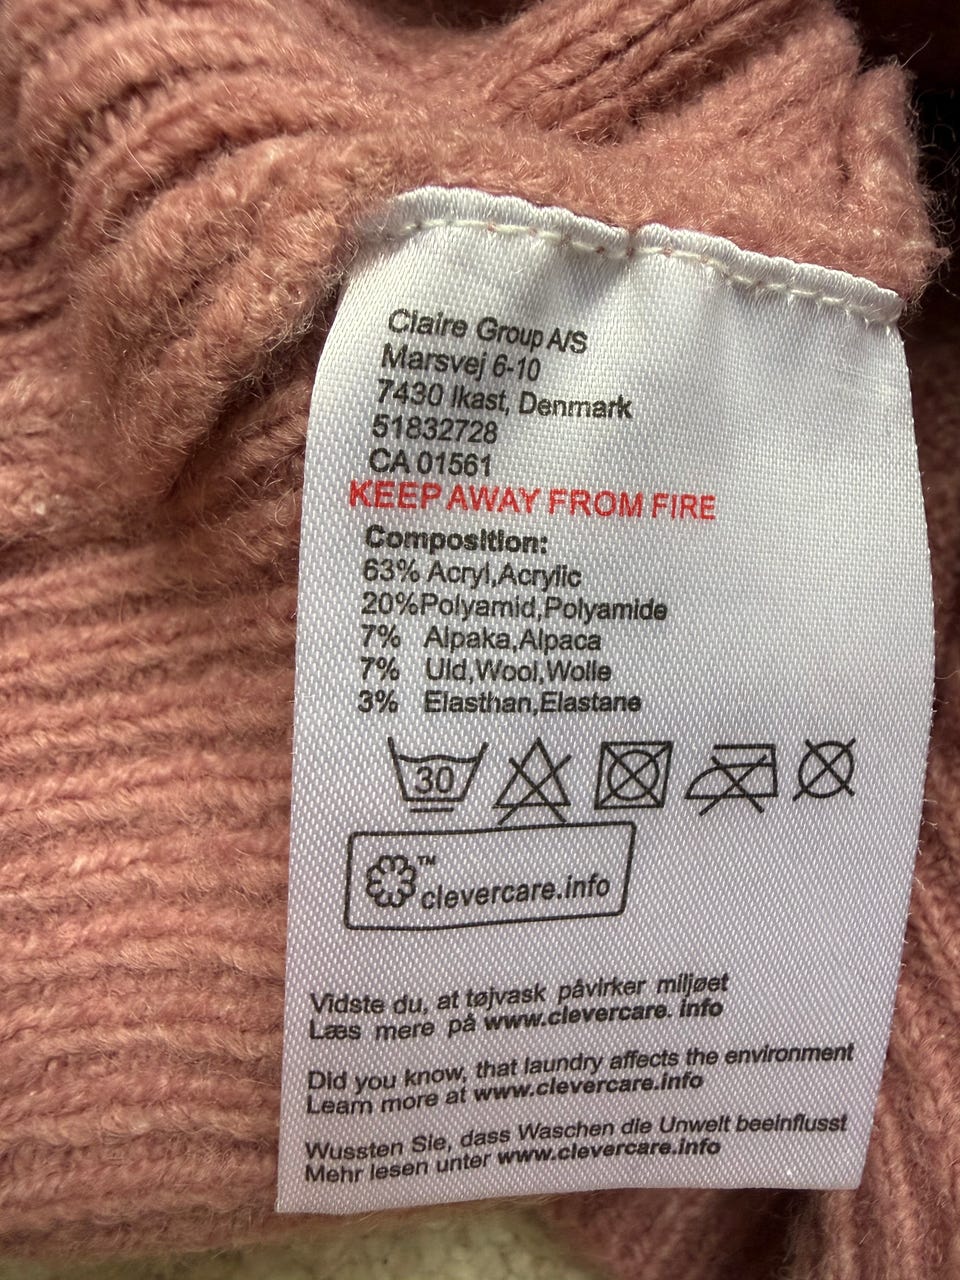 Claire Group A/S
Marsvej 6-10
7430 Ikast, Denmark
51832728
CA 01561
KEEP AWAY FROM FIRE
Composition:
63% Acryl,Acrylic
20%Polyamid,Polyamide
7% Alpaka,Alpaca
7% Uld,Wool,Wolle
3% Elasthan,Elastane
30
™
clevercare.info
Vidste du, at tøjvask påvirker miljøet
Læs mere på www.clevercare. info
Did you know, that laundry affects the environment
Learn more at www.clevercare.info
Wussten Sie, dass Waschen die Unwelt beeinflusst
Mehr lesen unter www.clevercare.info